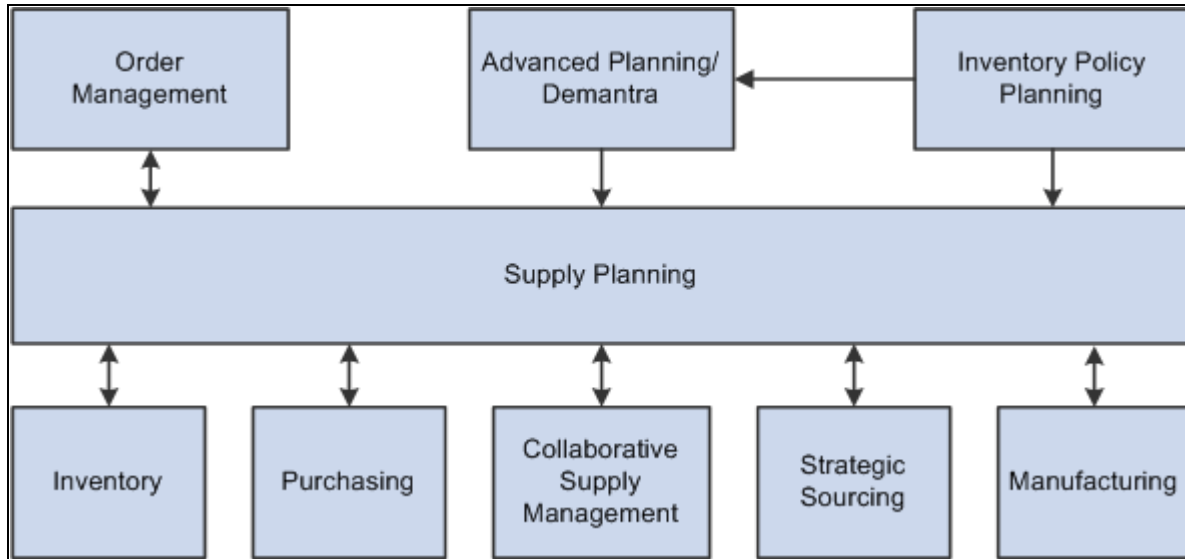 Order
Management
Advanced Planning/
Demantra
Inventory Policy
Planning
Supply Planning
Inventory
Purchasing
Collaborative
Supply
Management
Strategic
Sourcing
Manufacturing